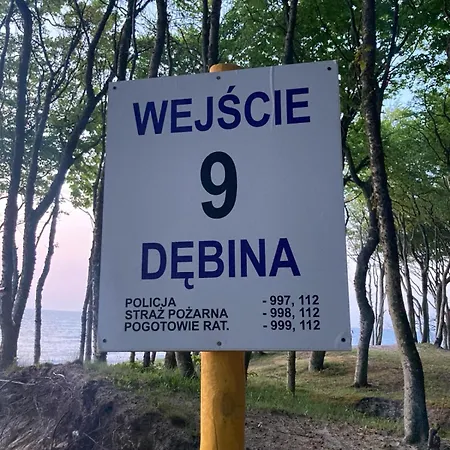 WEJŚCIE
9
DĘBINA
POLICJA - 997, 112
STRAŻ POŻARNA - 998, 112
POGOTOWIE RAT. - 999, 112